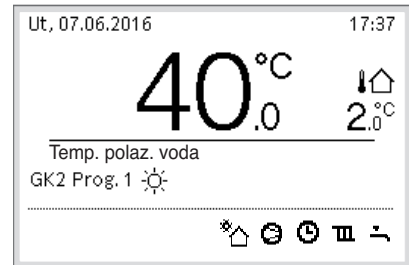 Ut, 07.06.2016 17:37
40.0 °C
2.0 °C
Temp. polaz. voda
GK2 Prog. 1